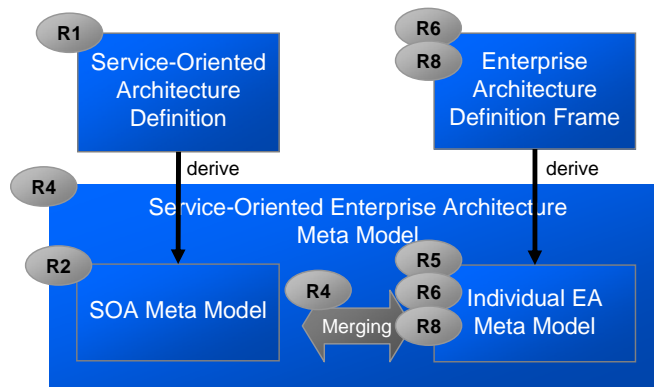 R1
Service-Oriented
Architecture
Definition
R6
R8
Enterprise
Architecture
Definition Frame
derive
derive
R4
Service-Oriented Enterprise Architecture
Meta Model
R2
SOA Meta Model
R4
Merging
R5
R6
R8
Individual EA
Meta Model